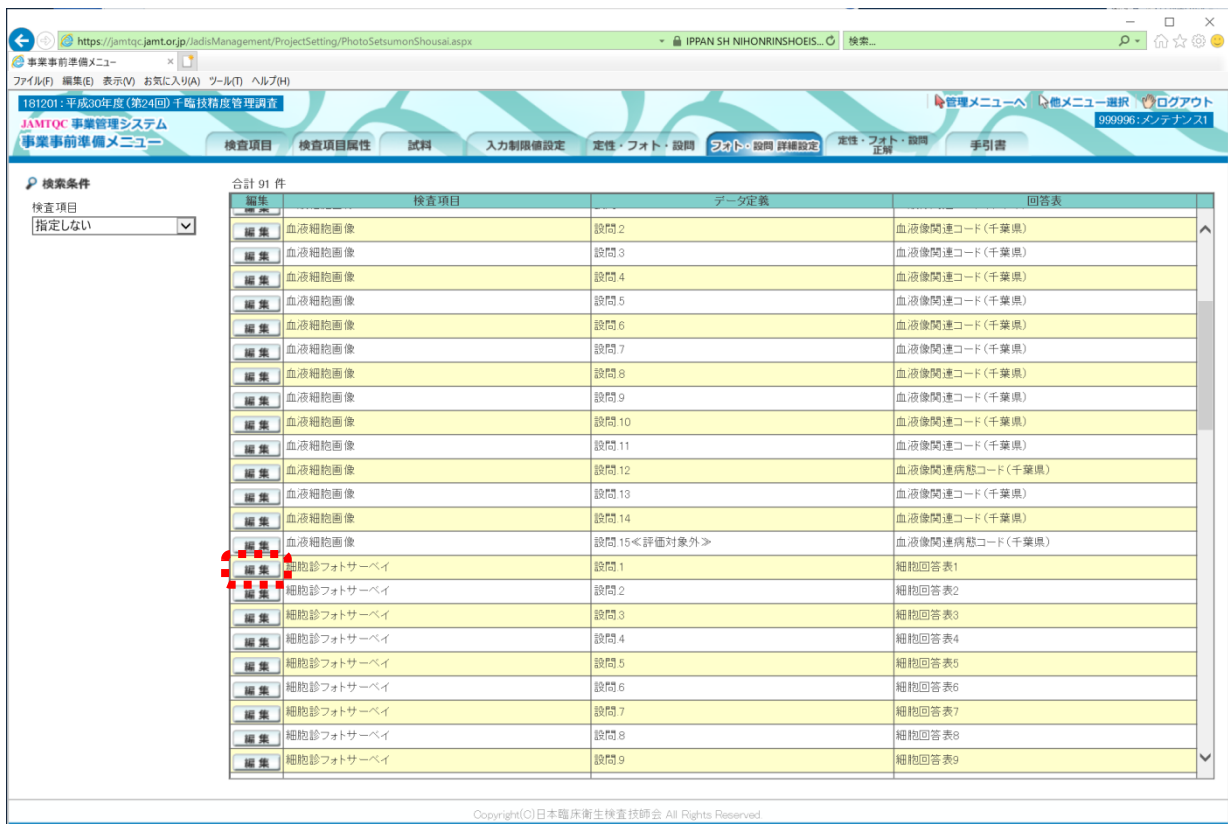 https://jamtqc.jamt.or.jp/JadisManagement/ProjectSetting/PhotoSetsumonShousai.aspx IPPAN SH NIHONRINSHOEIS... 検索...
事業事前準備メニュー
ファイル(F) 編集(E) 表示(V) お気に入り(A) ツール(T) ヘルプ(H)
181201:平成30年度(第24回)千臨技精度管理調査 管理メニューへ 他メニュー選択 ログアウト
JAMTQC 事業管理システム 999996:メンテナンス1
事業事前準備メニュー 検査項目 検査項目属性 試料 入力制限値設定 定性・フォト・設問 フォト・設問 詳細設定 定性・フォト・設問 正解 手引書
検索条件 合計 91 件
検査項目 編集 検査項目 データ定義 回答表
指定しない
編集 血液細胞画像 設問.2 血液像関連コード(千葉県)
編集 血液細胞画像 設問.3 血液像関連コード(千葉県)
編集 血液細胞画像 設問.4 血液像関連コード(千葉県)
編集 血液細胞画像 設問.5 血液像関連コード(千葉県)
編集 血液細胞画像 設問.6 血液像関連コード(千葉県)
編集 血液細胞画像 設問.7 血液像関連コード(千葉県)
編集 血液細胞画像 設問.8 血液像関連コード(千葉県)
編集 血液細胞画像 設問.9 血液像関連コード(千葉県)
編集 血液細胞画像 設問.10 血液像関連コード(千葉県)
編集 血液細胞画像 設問.11 血液像関連コード(千葉県)
編集 血液細胞画像 設問.12 血液像関連病態コード(千葉県)
編集 血液細胞画像 設問.13 血液像関連コード(千葉県)
編集 血液細胞画像 設問.14 血液像関連コード(千葉県)
編集 血液細胞画像 設問.15≪評価対象外≫ 血液像関連病態コード(千葉県)
編集 細胞診フォトサーベイ 設問.1 細胞回答表1
編集 細胞診フォトサーベイ 設問.2 細胞回答表2
編集 細胞診フォトサーベイ 設問.3 細胞回答表3
編集 細胞診フォトサーベイ 設問.4 細胞回答表4
編集 細胞診フォトサーベイ 設問.5 細胞回答表5
編集 細胞診フォトサーベイ 設問.6 細胞回答表6
編集 細胞診フォトサーベイ 設問.7 細胞回答表7
編集 細胞診フォトサーベイ 設問.8 細胞回答表8
編集 細胞診フォトサーベイ 設問.9 細胞回答表9
Copyright(C)日本臨床衛生検査技師会 All Rights Reserved